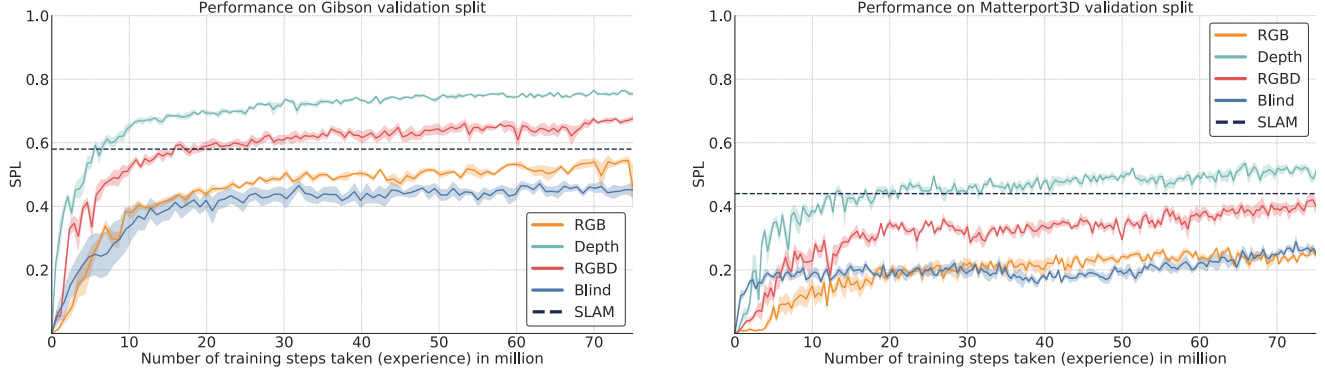 Performance on Gibson validation split
1.0
0.8
0.6
0.4
0.2
SPL
0
10
20
30
40
50
60
70
Number of training steps taken (experience) in million
RGB
Depth
RGBD
Blind
SLAM
Performance on Matterport3D validation split
1.0
0.8
0.6
0.4
0.2
SPL
0
10
20
30
40
50
60
70
Number of training steps taken (experience) in million
RGB
Depth
RGBD
Blind
SLAM